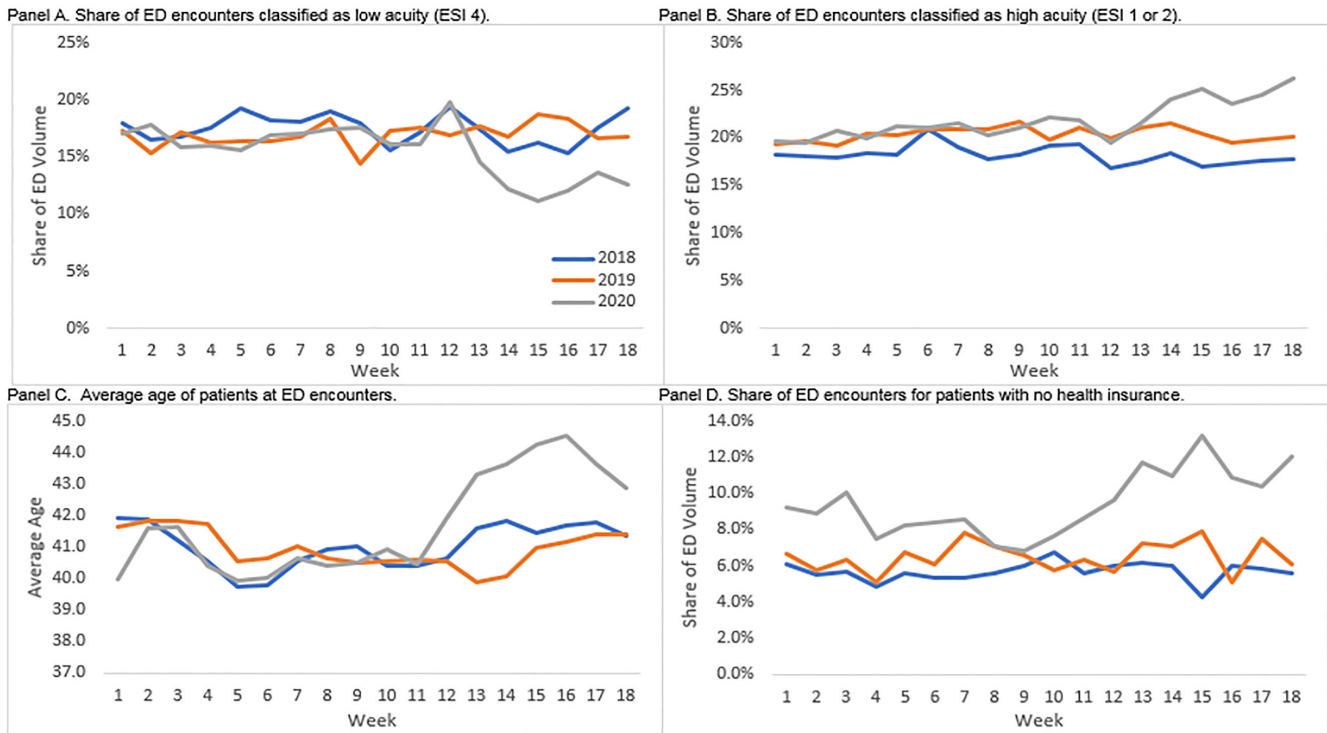 Panel A. Share of ED encounters classified as low acuity (ESI 4).
25%
20%
15%
10%
5%
0%
Share of ED Volume
2018
2019
2020
1 2 3 4 5 6 7 8 9 10 11 12 13 14 15 16 17 18
Week
Panel B. Share of ED encounters classified as high acuity (ESI 1 or 2).
30%
25%
20%
15%
10%
5%
0%
Share of ED Volume
1 2 3 4 5 6 7 8 9 10 11 12 13 14 15 16 17 18
Week
Panel C. Average age of patients at ED encounters.
45.0
44.0
43.0
42.0
41.0
40.0
39.0
38.0
37.0
Average Age
1 2 3 4 5 6 7 8 9 10 11 12 13 14 15 16 17 18
Week
Panel D. Share of ED encounters for patients with no health insurance.
14.0%
12.0%
10.0%
8.0%
6.0%
4.0%
2.0%
0.0%
Share of ED Volume
1 2 3 4 5 6 7 8 9 10 11 12 13 14 15 16 17 18
Week